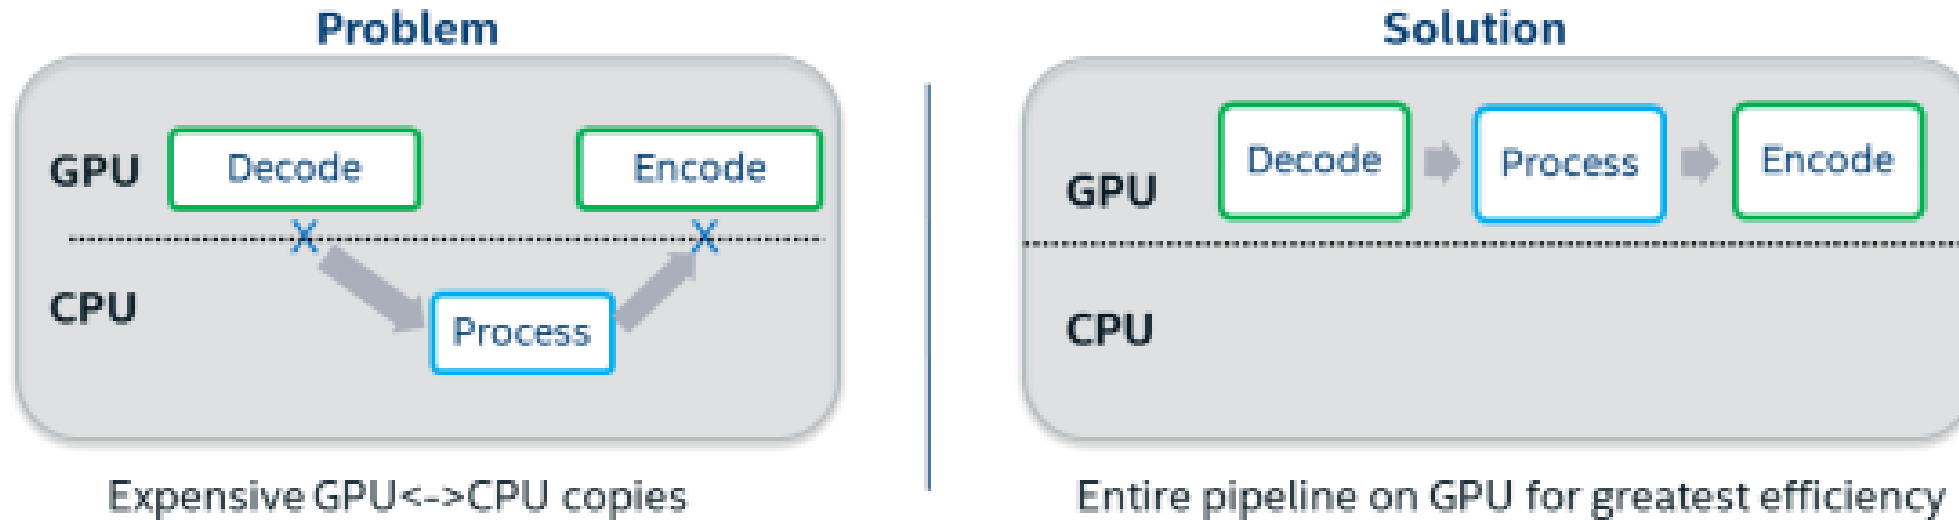 Problem
GPU
Decode
Encode
X
X
CPU
Process
Expensive GPU<->CPU copies
Solution
GPU
Decode
Process
Encode
CPU
Entire pipeline on GPU for greatest efficiency